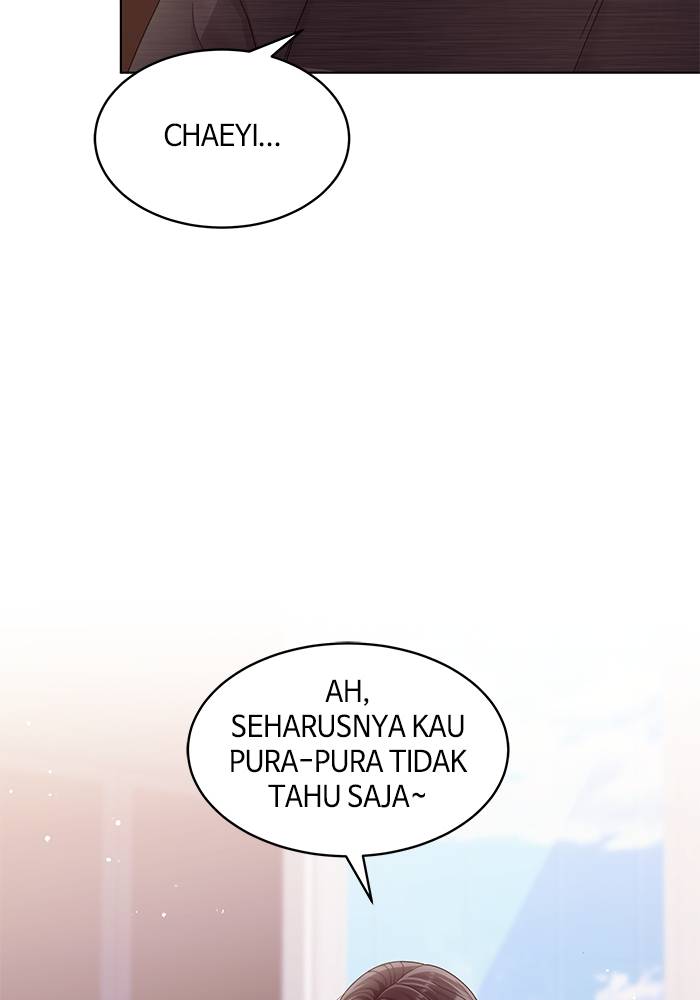 CHAEYI...
AH,
SEHARUSNYA KAU
PURA-PURA TIDAK
TAHU SAJA~